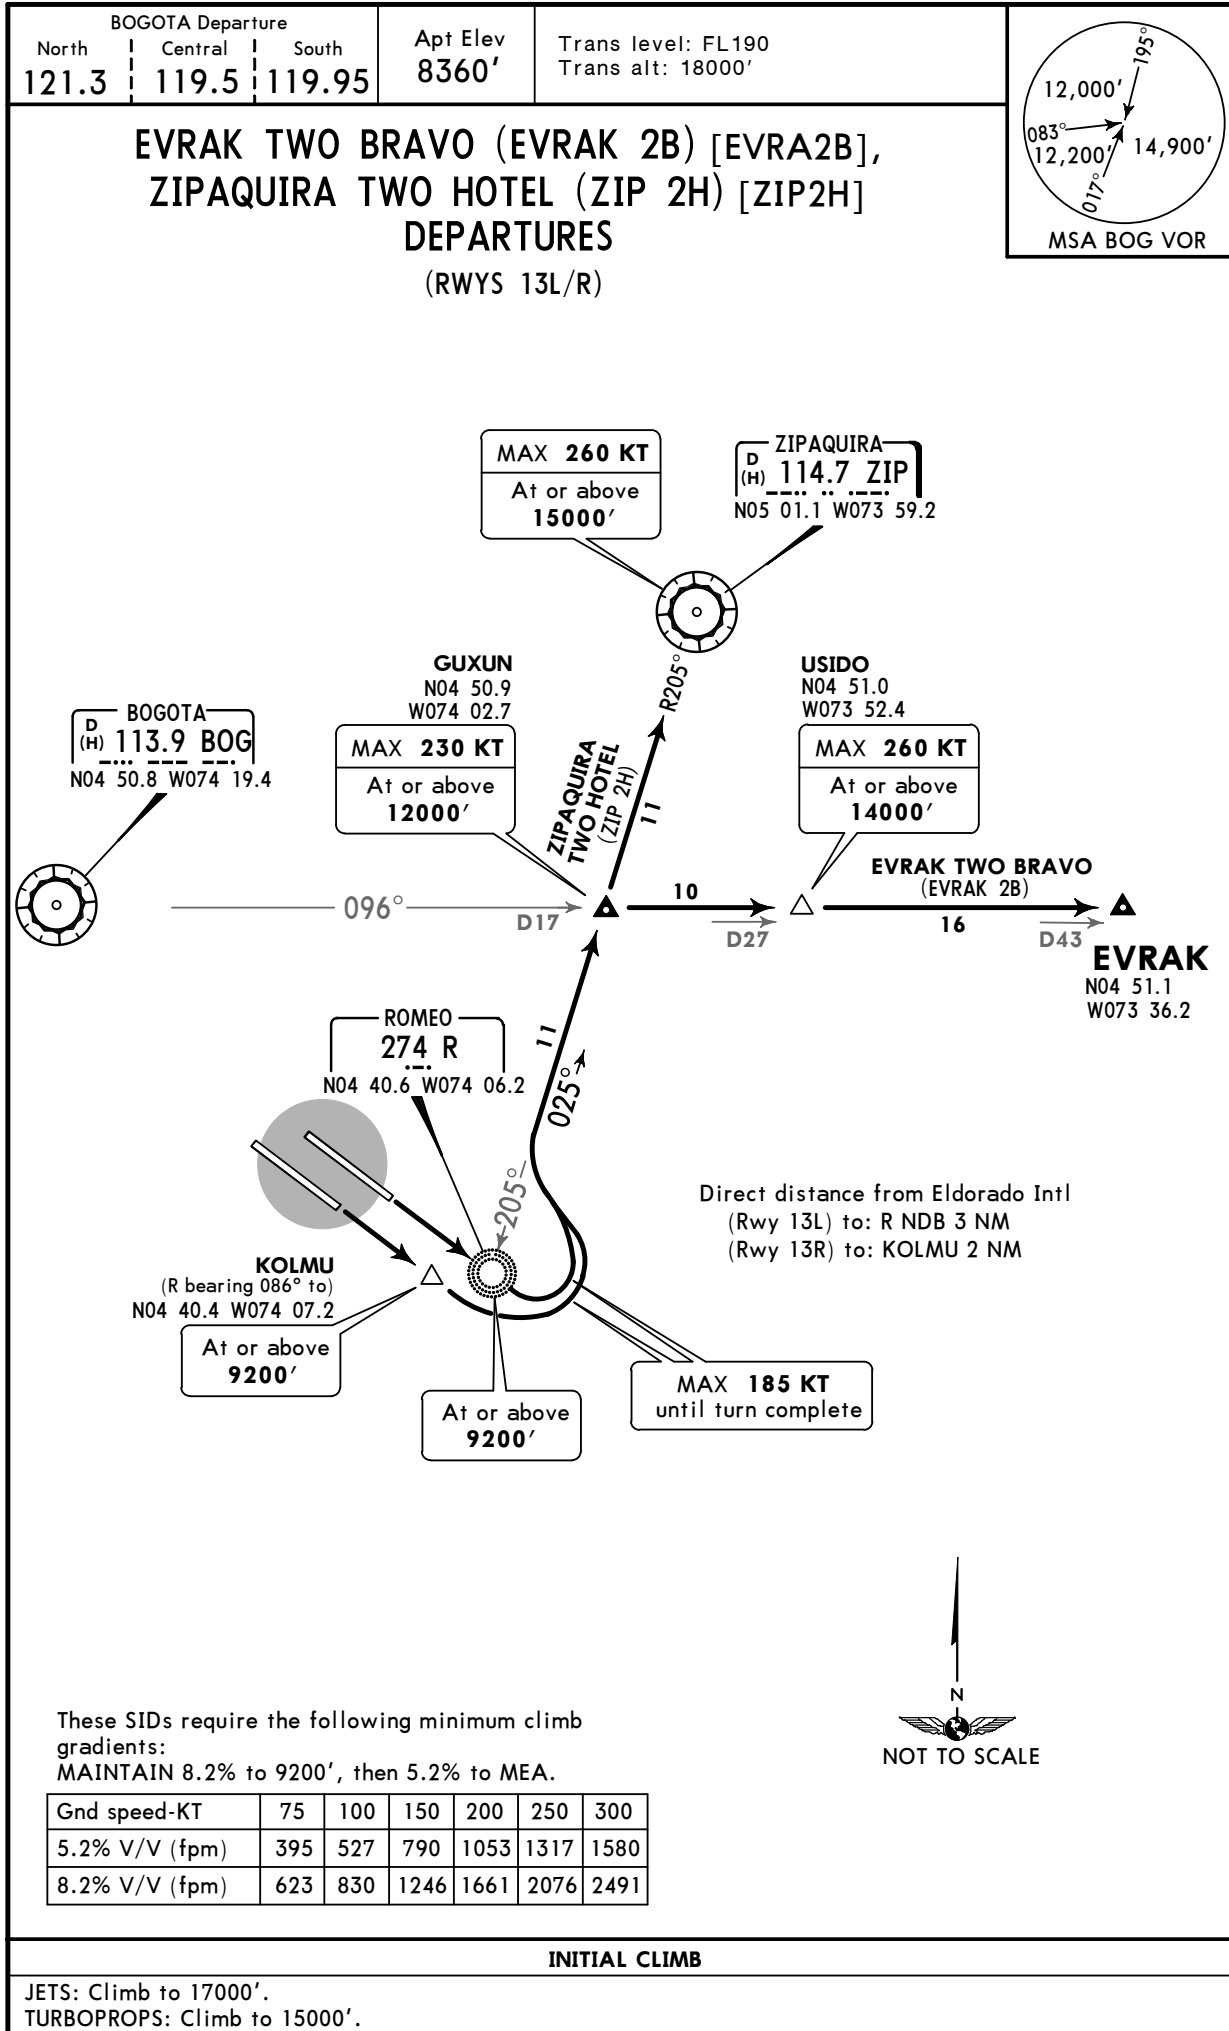 BOGOTA Departure
North Central South
121.3 119.5 119.95
Apt Elev
8360'
Trans level: FL190
Trans alt: 18000'
195°
12,000'
083°
12,200'
14,900'
017°
MSA BOG VOR
EVRAK TWO BRAVO (EVRAK 2B) [EVRA2B],
ZIPAQUIRA TWO HOTEL (ZIP 2H) [ZIP2H]
DEPARTURES
(RWYS 13L/R)
MAX 260 KT
At or above
15000'
ZIPAQUIRA
D
(H) 114.7 ZIP
N05 01.1 W073 59.2
GUXUN
N04 50.9
W074 02.7
MAX 230 KT
At or above
12000'
R205°
USIDO
N04 51.0
W073 52.4
MAX 260 KT
At or above
14000'
BOGOTA
D
(H) 113.9 BOG
N04 50.8 W074 19.4
ZIPAQUIRA
TWO HOTEL
(ZIP 2H)
11
EVRAK TWO BRAVO
(EVRAK 2B)
096°
D17
10
D27
16
D43
EVRAK
N04 51.1
W073 36.2
ROMEO
274 R
N04 40.6 W074 06.2
11
025°
205°
Direct distance from Eldorado Intl
(Rwy 13L) to: R NDB 3 NM
(Rwy 13R) to: KOLMU 2 NM
KOLMU
(R bearing 086° to)
N04 40.4 W074 07.2
At or above
9200'
At or above
9200'
MAX 185 KT
until turn complete
N
NOT TO SCALE
These SIDs require the following minimum climb
gradients:
MAINTAIN 8.2% to 9200', then 5.2% to MEA.
Gnd speed-KT 75 100 150 200 250 300
5.2% V/V (fpm) 395 527 790 1053 1317 1580
8.2% V/V (fpm) 623 830 1246 1661 2076 2491
INITIAL CLIMB
JETS: Climb to 17000'.
TURBOPROPS: Climb to 15000'.